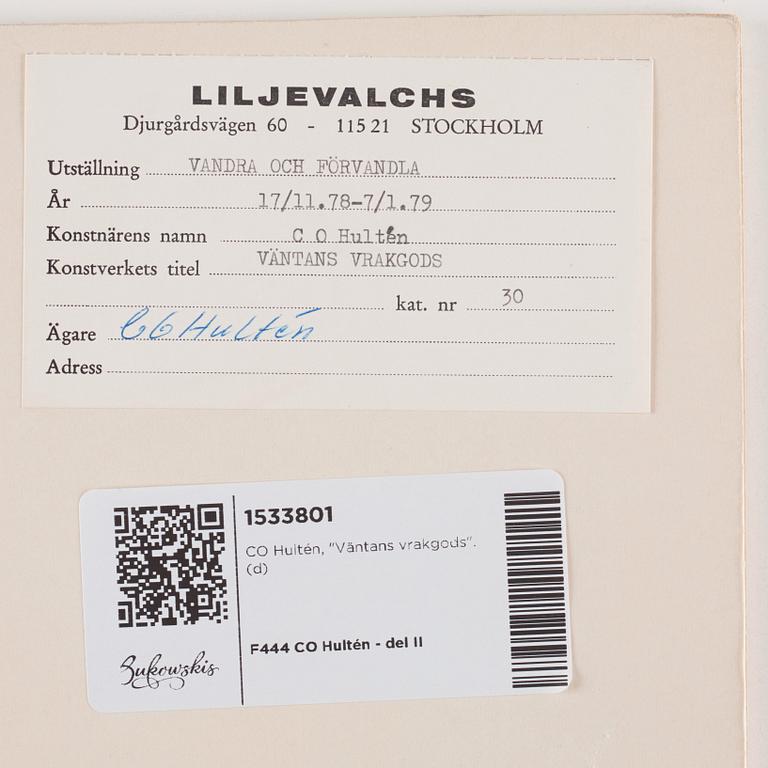 LILJEVALCHS
Djurgårdsvägen 60 - 115 21 STOCKHOLM
Utställning VANDRA OCH FÖRVANDLA
År 17/11.78-7/1.79
Konstnärens namn C O Hultén
Konstverkets titel VÄNTANS VRAKGODS
kat. nr 30
Ägare CO Hultén
Adress
1533801
CO Hultén, "Väntans vrakgods".
(d)
F444 CO Hultén - del II
Bukowskis